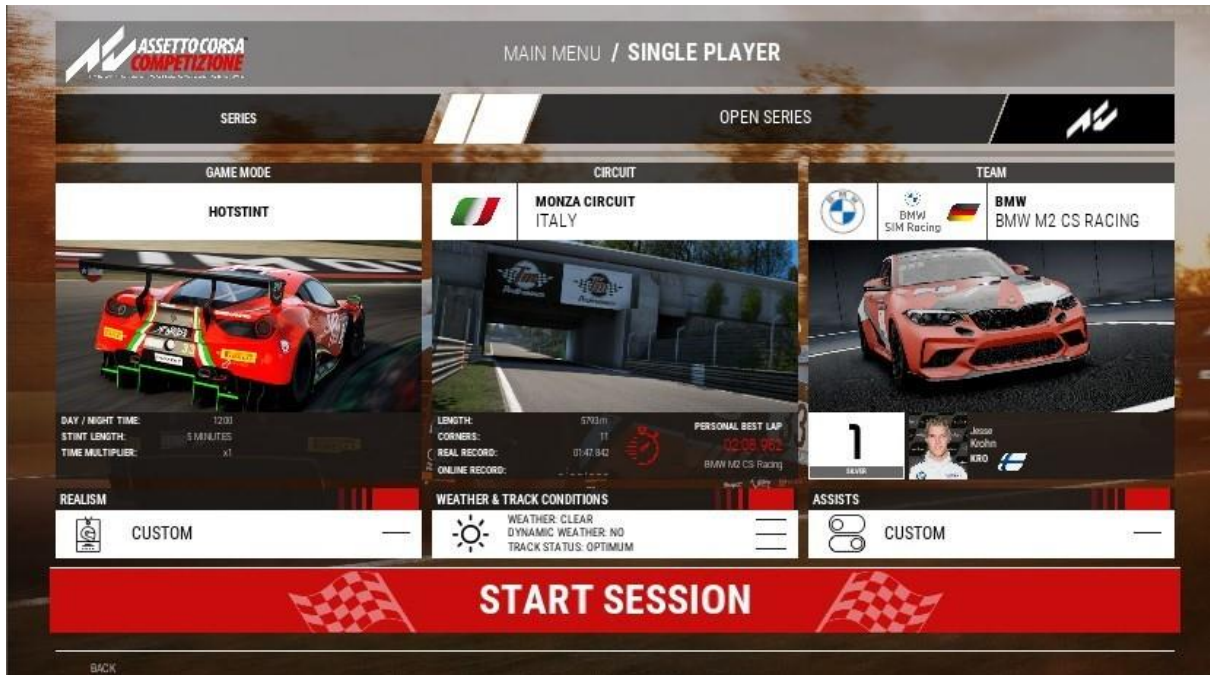 ASSETTO CORSA
COMPETIZIONE
MAIN MENU / SINGLE PLAYER
SERIES
OPEN SERIES
GAME MODE
HOTSTINT
DAY / NIGHT TIME: 1200
STINT LENGTH: 5 MINUTES
TIME MULTIPLIER: x1
CIRCUIT
MONZA CIRCUIT
ITALY
LENGTH: 5793m
CORNERS: 11
REAL RECORD: 01:47.842
ONLINE RECORD: --:--.---
PERSONAL BEST LAP
02:06.962
BMW M2 CS Racing
TEAM
BMW
SIM Racing
BMW
BMW M2 CS RACING
1
SILVER
Jesse
Krohn
KRO
REALISM
CUSTOM
WEATHER & TRACK CONDITIONS
WEATHER: CLEAR
DYNAMIC WEATHER: NO
TRACK STATUS: OPTIMUM
ASSISTS
CUSTOM
START SESSION
BACK